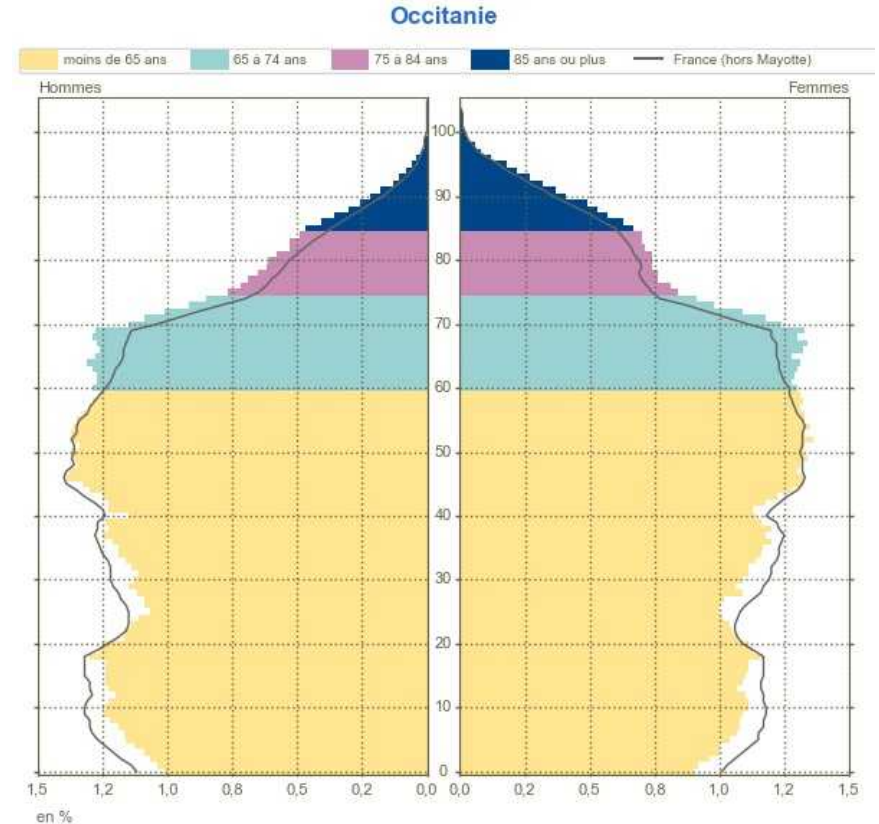 Occitanie
moins de 65 ans 65 à 74 ans 75 à 84 ans 85 ans ou plus France (hors Mayotte)
Hommes Femmes
100
90
80
70
60
50
40
30
20
10
0
1,5 1,2 1,0 0,8 0,5 0,2 0,0 0,0 0,2 0,5 0,8 1,0 1,2 1,5
en %